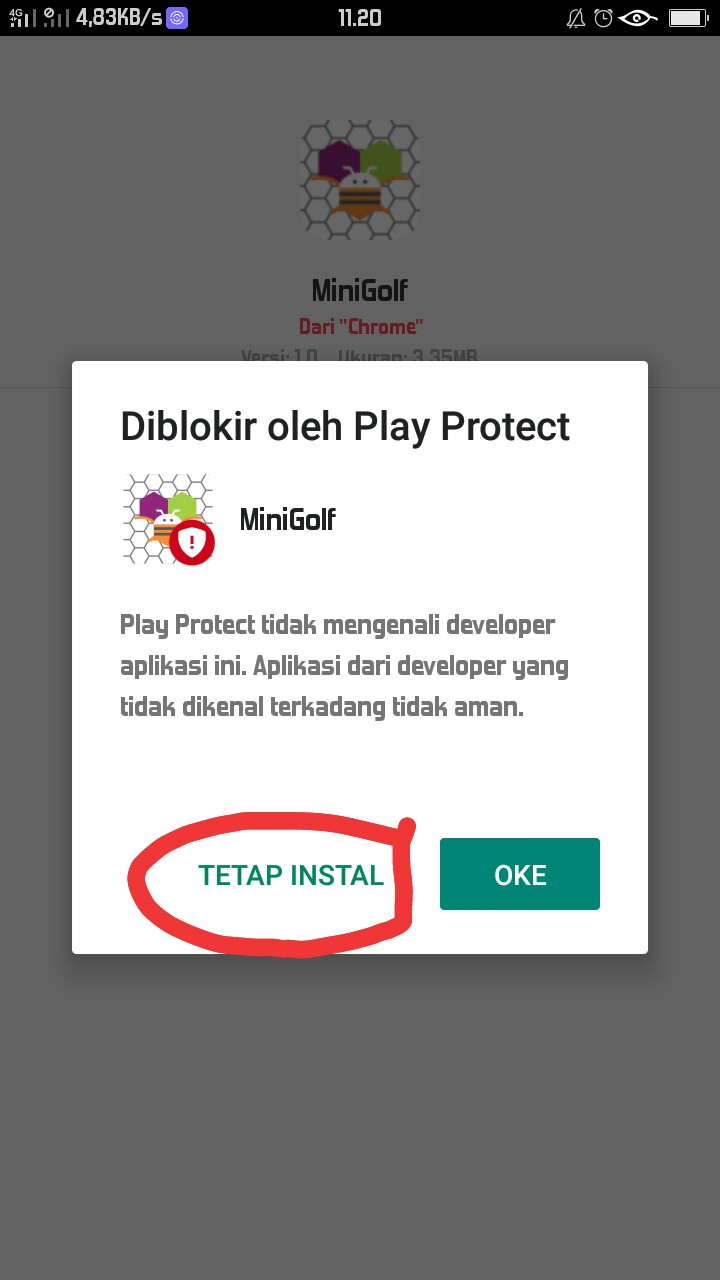 4G 4,83KB/s 11.20
MiniGolf
Dari "Chrome"
Versi: 1.0 Ukuran: 3.35MB
Diblokir oleh Play Protect
MiniGolf
Play Protect tidak mengenali developer
aplikasi ini. Aplikasi dari developer yang
tidak dikenal terkadang tidak aman.
TETAP INSTAL OKE